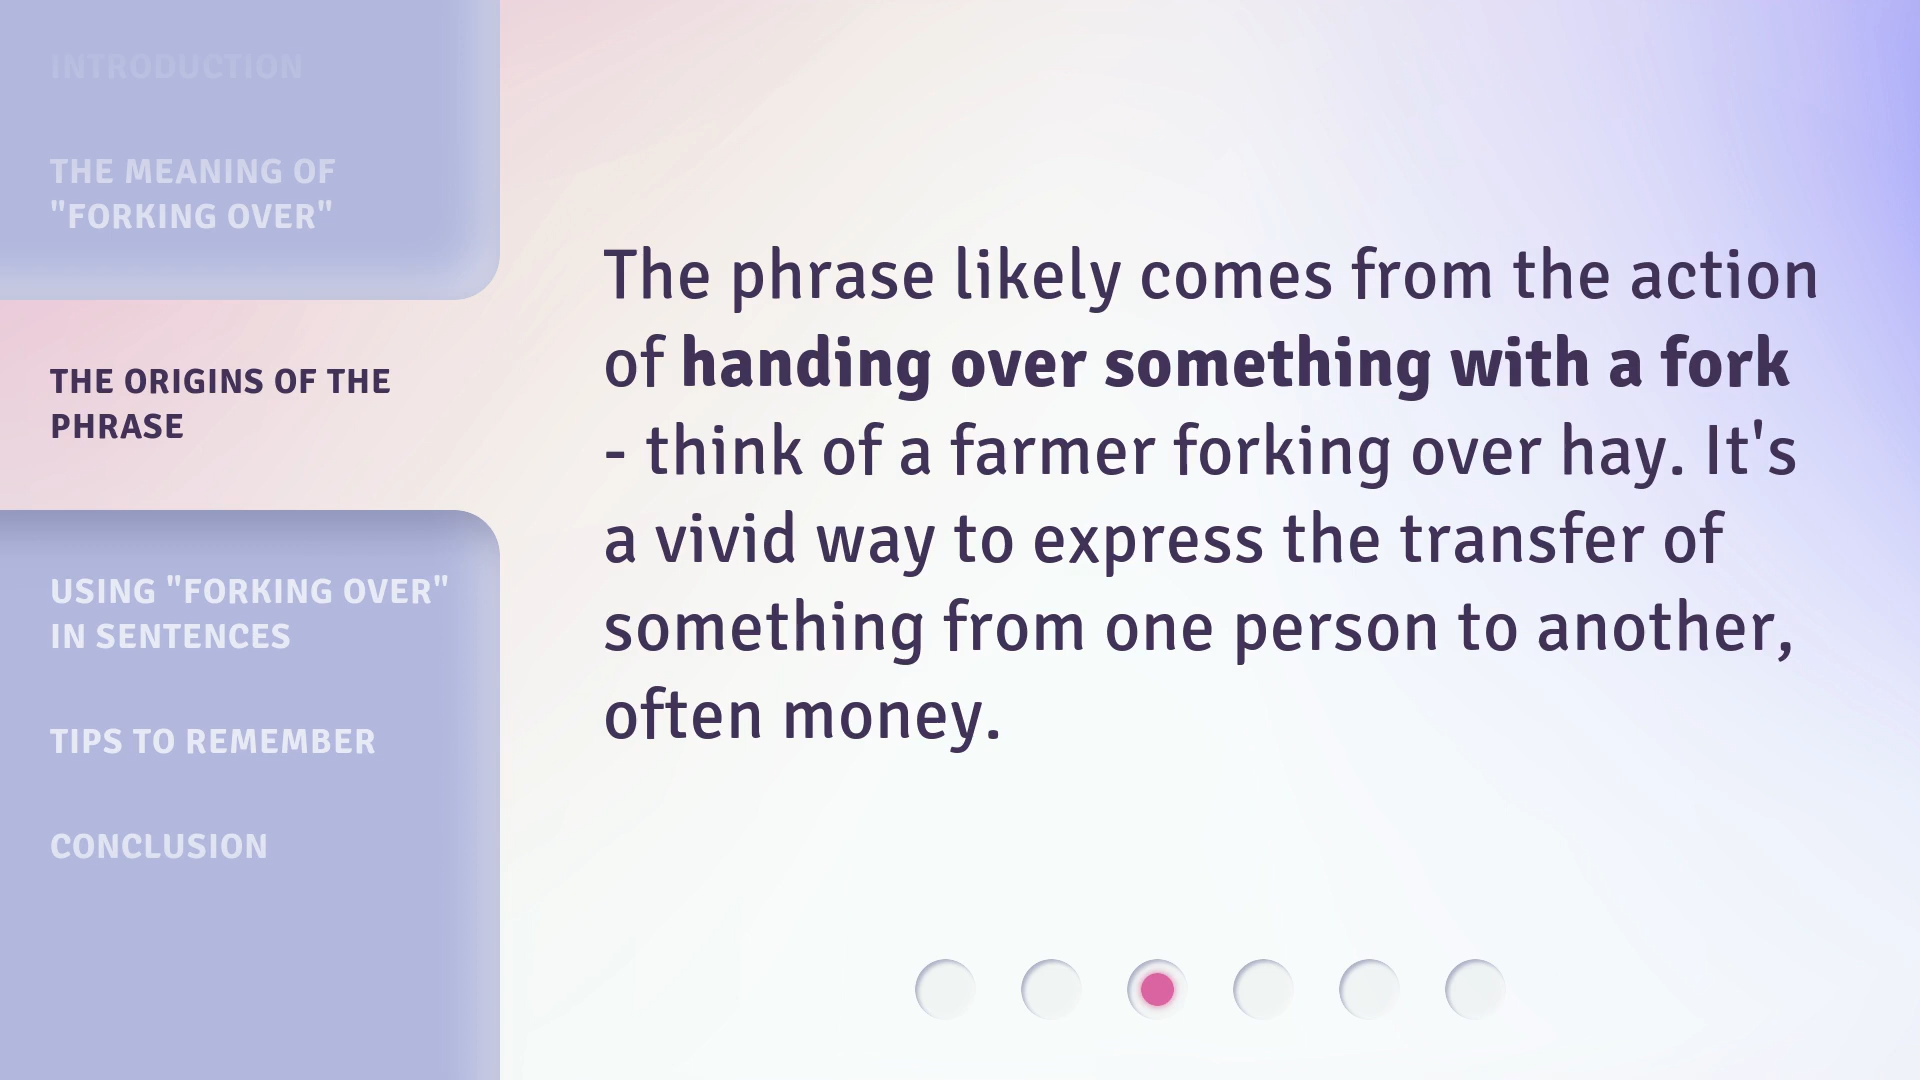 INTRODUCTION
THE MEANING OF
"FORKING OVER"
THE ORIGINS OF THE
PHRASE
USING "FORKING OVER"
IN SENTENCES
TIPS TO REMEMBER
CONCLUSION
The phrase likely comes from the action
of handing over something with a fork
- think of a farmer forking over hay. It's
a vivid way to express the transfer of
something from one person to another,
often money.